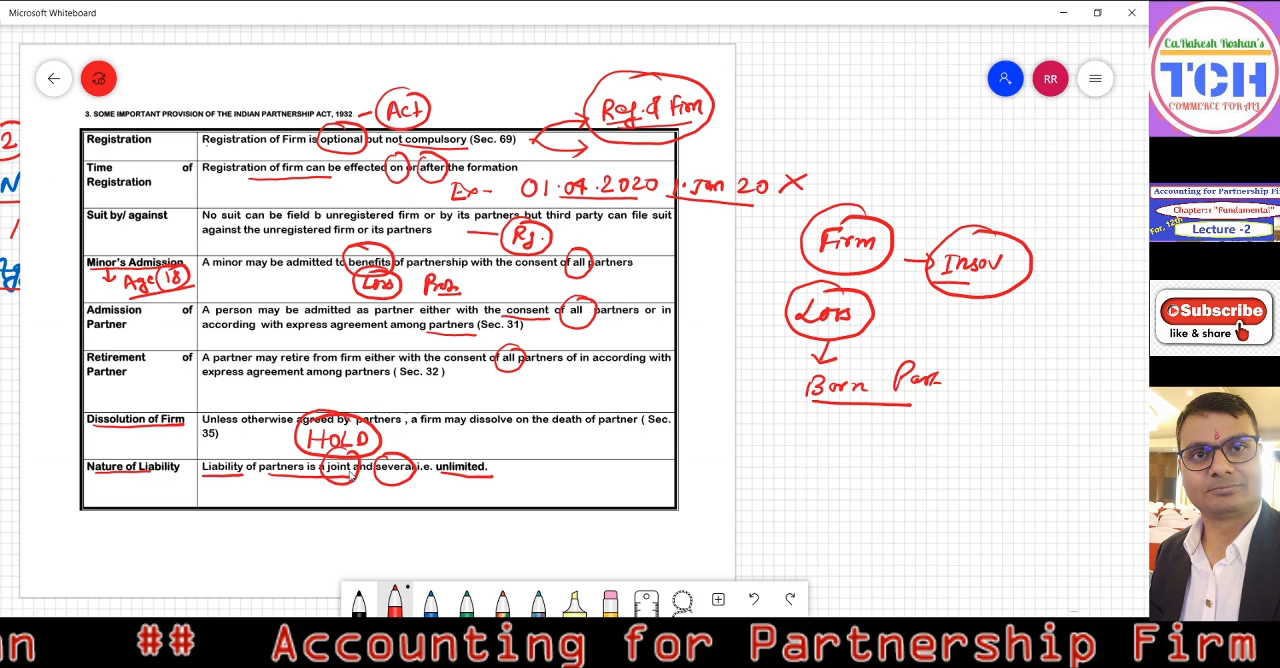 Microsoft Whiteboard
Ca.Rakesh Roshan's
TCH
COMMERCE FOR ALL
RR
3. SOME IMPORTANT PROVISION OF THE INDIAN PARTNERSHIP ACT, 1932
Act
Reg. of Firm
Registration
Registration of Firm is optional but not compulsory (Sec. 69)
Time of Registration
Registration of firm can be effected on or after the formation
Ex - 01.04.2020 1.Jan 20 X
Suit by/ against
No suit can be field b unregistered firm or by its partners but third party can file suit
against the unregistered firm or its partners
Rg.
Minor's Admission
A minor may be admitted to benefits of partnership with the consent of all partners
Age 18
Loss
Admission of Partner
A person may be admitted as partner either with the consent of all partners or in
according with express agreement among partners (Sec. 31)
Retirement of Partner
A partner may retire from firm either with the consent of all partners of in according with
express agreement among partners ( Sec. 32 )
Dissolution of Firm
Unless otherwise agreed by partners , a firm may dissolve on the death of partner ( Sec.
35)
HOLD
Nature of Liability
Liability of partners is a joint and several i.e. unlimited.
Firm
Insov
Loss
Born Part
Accounting for Partnership Fi
Chapter:1 "Fundamental"
For. 12th
Lecture -2
Subscribe
like & share
an ## Accounting for Partnership Firm